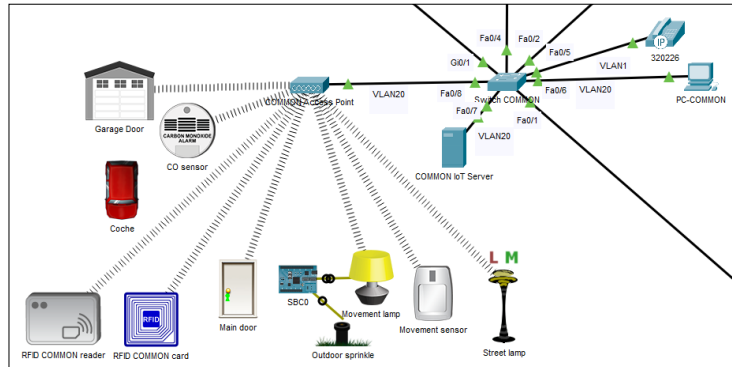 Fa0/4
Fa0/2
Gi0/1
Fa0/5
IP
320226
VLAN1
COMMON Access Point
VLAN20
Fa0/8
Switch COMMON
Fa0/6
VLAN20
PC-COMMON
Fa0/7
VLAN20
Fa0/1
COMMON IoT Server
Garage Door
CARBON MONOXIDE
ALARM
CO sensor
Coche
L M
SBC0
Movement lamp
Main door
Outdoor sprinkle
Movement sensor
Street lamp
RFID
RFID COMMON reader
RFID COMMON card